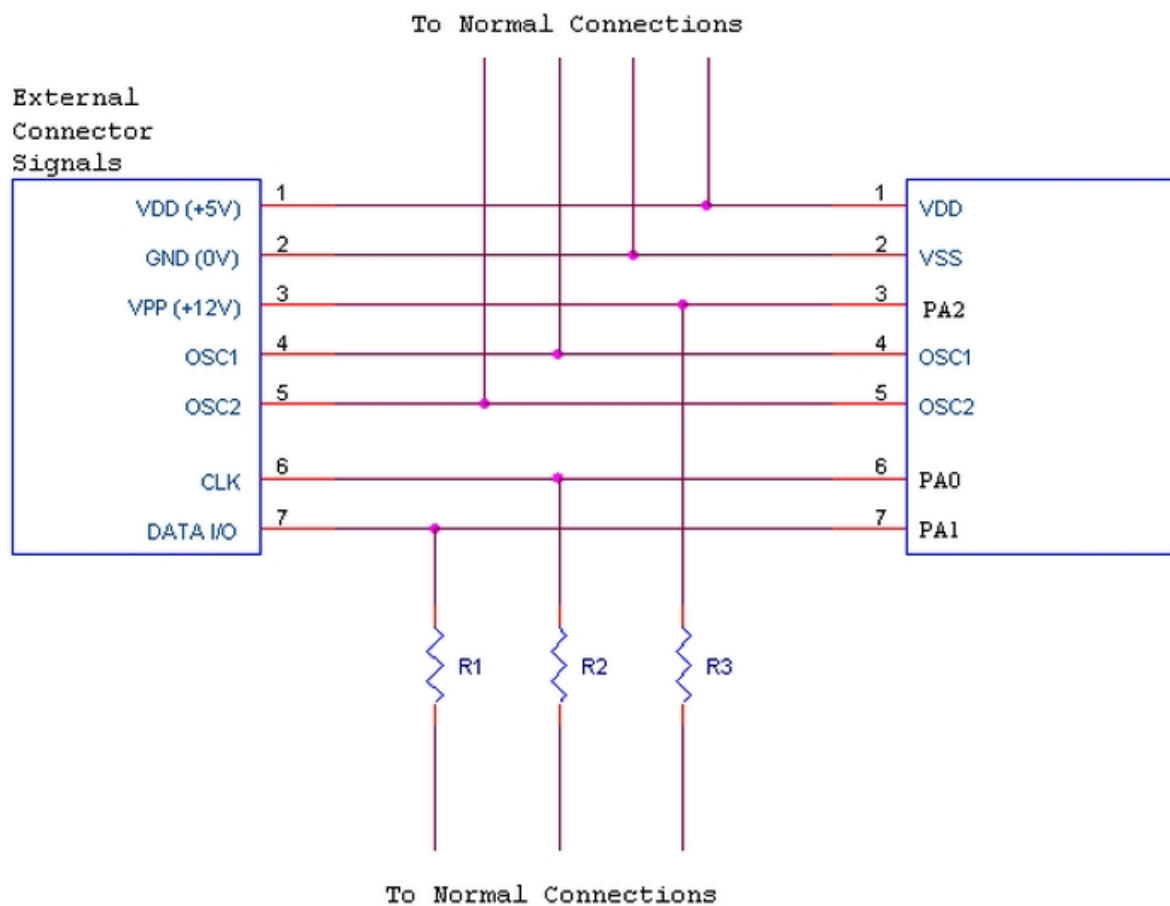 To Normal Connections
External
Connector
Signals
VDD (+5V) 1
GND (0V) 2
VPP (+12V) 3
OSC1 4
OSC2 5
CLK 6
DATA I/O 7
1 VDD
2 VSS
3 PA2
4 OSC1
5 OSC2
6 PA0
7 PA1
R1 R2 R3
To Normal Connections